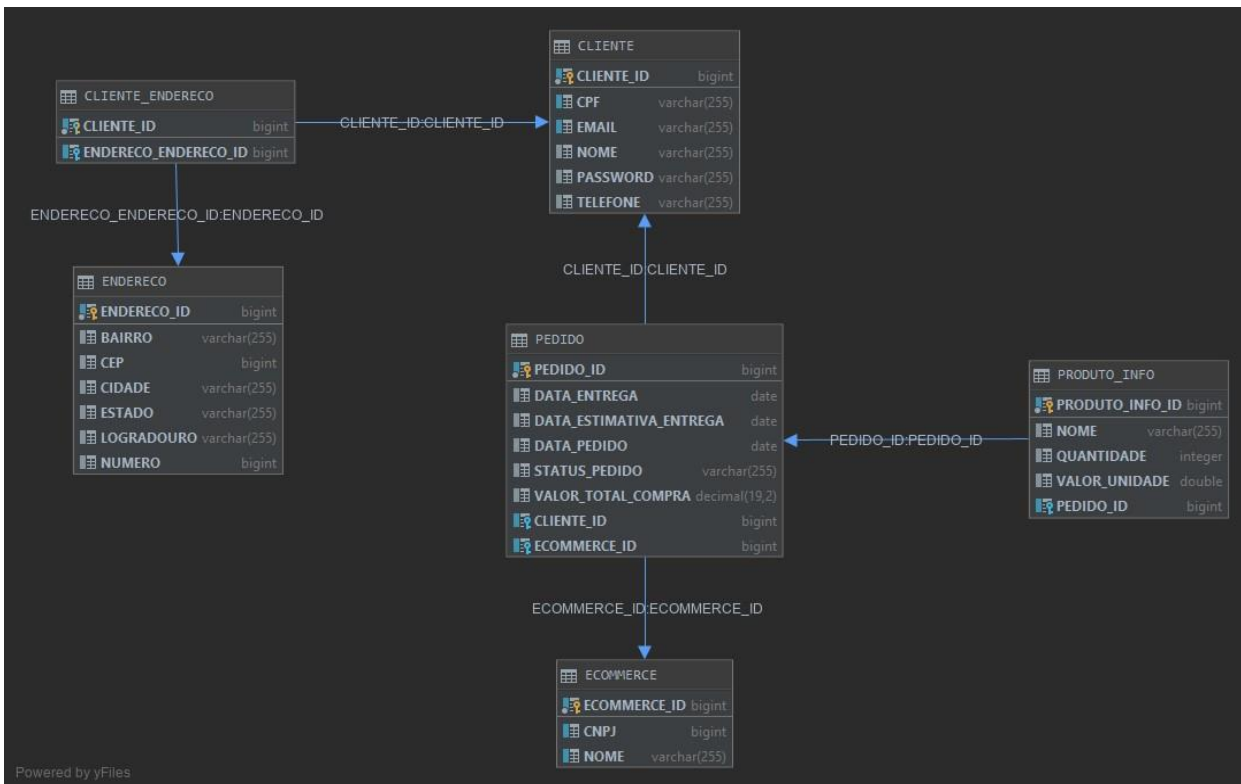 CLIENTE
CLIENTE_ID bigint
CPF varchar(255)
EMAIL varchar(255)
NOME varchar(255)
PASSWORD varchar(255)
TELEFONE varchar(255)
CLIENTE_ENDERECO
CLIENTE_ID bigint
ENDERECO_ENDERECO_ID bigint
CLIENTE_ID:CLIENTE_ID
ENDERECO_ENDERECO_ID:ENDERECO_ID
ENDERECO
ENDERECO_ID bigint
BAIRRO varchar(255)
CEP bigint
CIDADE varchar(255)
ESTADO varchar(255)
LOGRADOURO varchar(255)
NUMERO bigint
CLIENTE_ID:CLIENTE_ID
PEDIDO
PEDIDO_ID bigint
DATA_ENTREGA date
DATA_ESTIMATIVA_ENTREGA date
DATA_PEDIDO date
STATUS_PEDIDO varchar(255)
VALOR_TOTAL_COMPRA decimal(19,2)
CLIENTE_ID bigint
ECOMMERCE_ID bigint
PEDIDO_ID:PEDIDO_ID
PRODUTO_INFO
PRODUTO_INFO_ID bigint
NOME varchar(255)
QUANTIDADE integer
VALOR_UNIDADE double
PEDIDO_ID bigint
ECOMMERCE_ID:ECOMMERCE_ID
ECOMMERCE
ECOMMERCE_ID bigint
CNPJ bigint
NOME varchar(255)
Powered by yFiles